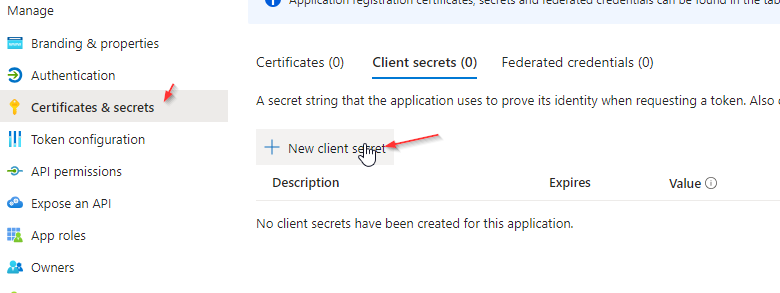 Manage
Branding & properties
Authentication
Certificates & secrets
Token configuration
API permissions
Expose an API
App roles
Owners
Application registration certificates, secrets and federated credentials can be found in the tab
Certificates (0) Client secrets (0) Federated credentials (0)
A secret string that the application uses to prove its identity when requesting a token. Also
New client secret
Description Expires Value
No client secrets have been created for this application.